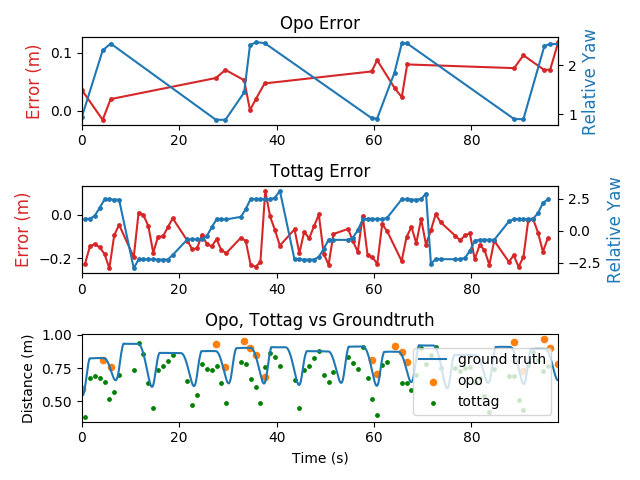 Opo Error
Error (m)
0.1
0.0
2
1
Relative Yaw
0 20 40 60 80
Tottag Error
Error (m)
0.0
−0.2
2.5
0.0
−2.5
Relative Yaw
0 20 40 60 80
Opo, Tottag vs Groundtruth
Distance (m)
1.00
0.75
0.50
ground truth
opo
tottag
0 20 40 60 80
Time (s)